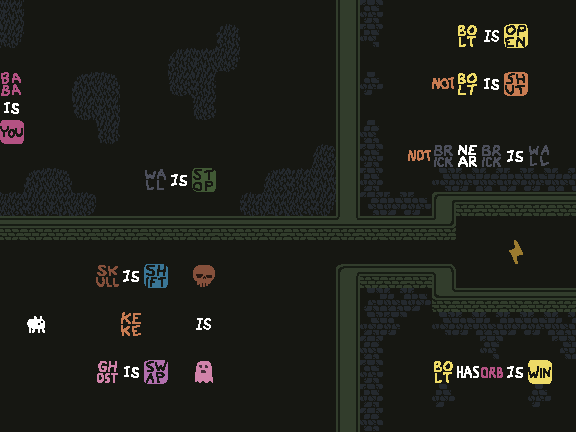 BOLT IS OPEN
BABA
IS
YOU
NOT BOLT IS SHUT
NOT BRICK NEAR BRICK IS WALL
WALL IS STOP
SKULL IS SHIFT
KEKE IS
GHOST IS SWAP
BOLT HAS ORB IS WIN